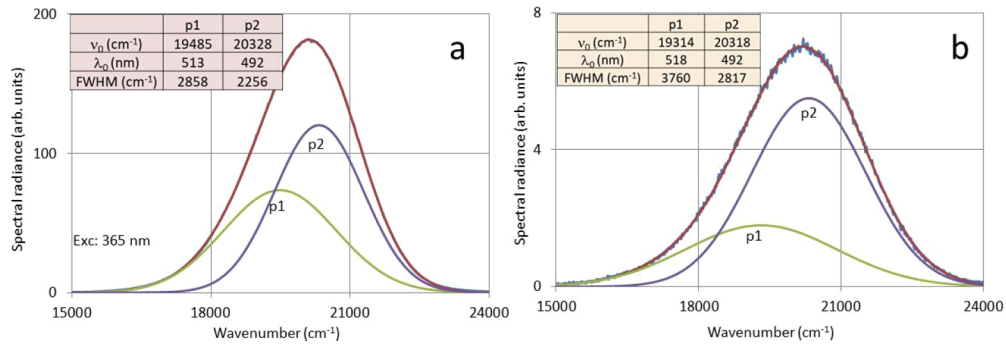 p1 p2
ν₀ (cm⁻¹) 19485 20328
λ₀ (nm) 513 492
FWHM (cm⁻¹) 2858 2256
a
200
100
0
Spectral radiance (arb. units)
p2
p1
Exc: 365 nm
15000 18000 21000 24000
Wavenumber (cm⁻¹)
p1 p2
ν₀ (cm⁻¹) 19314 20318
λ₀ (nm) 518 492
FWHM (cm⁻¹) 3760 2817
b
8
4
0
Spectral radiance (arb. units)
p2
p1
15000 18000 21000 24000
Wavenumber (cm⁻¹)